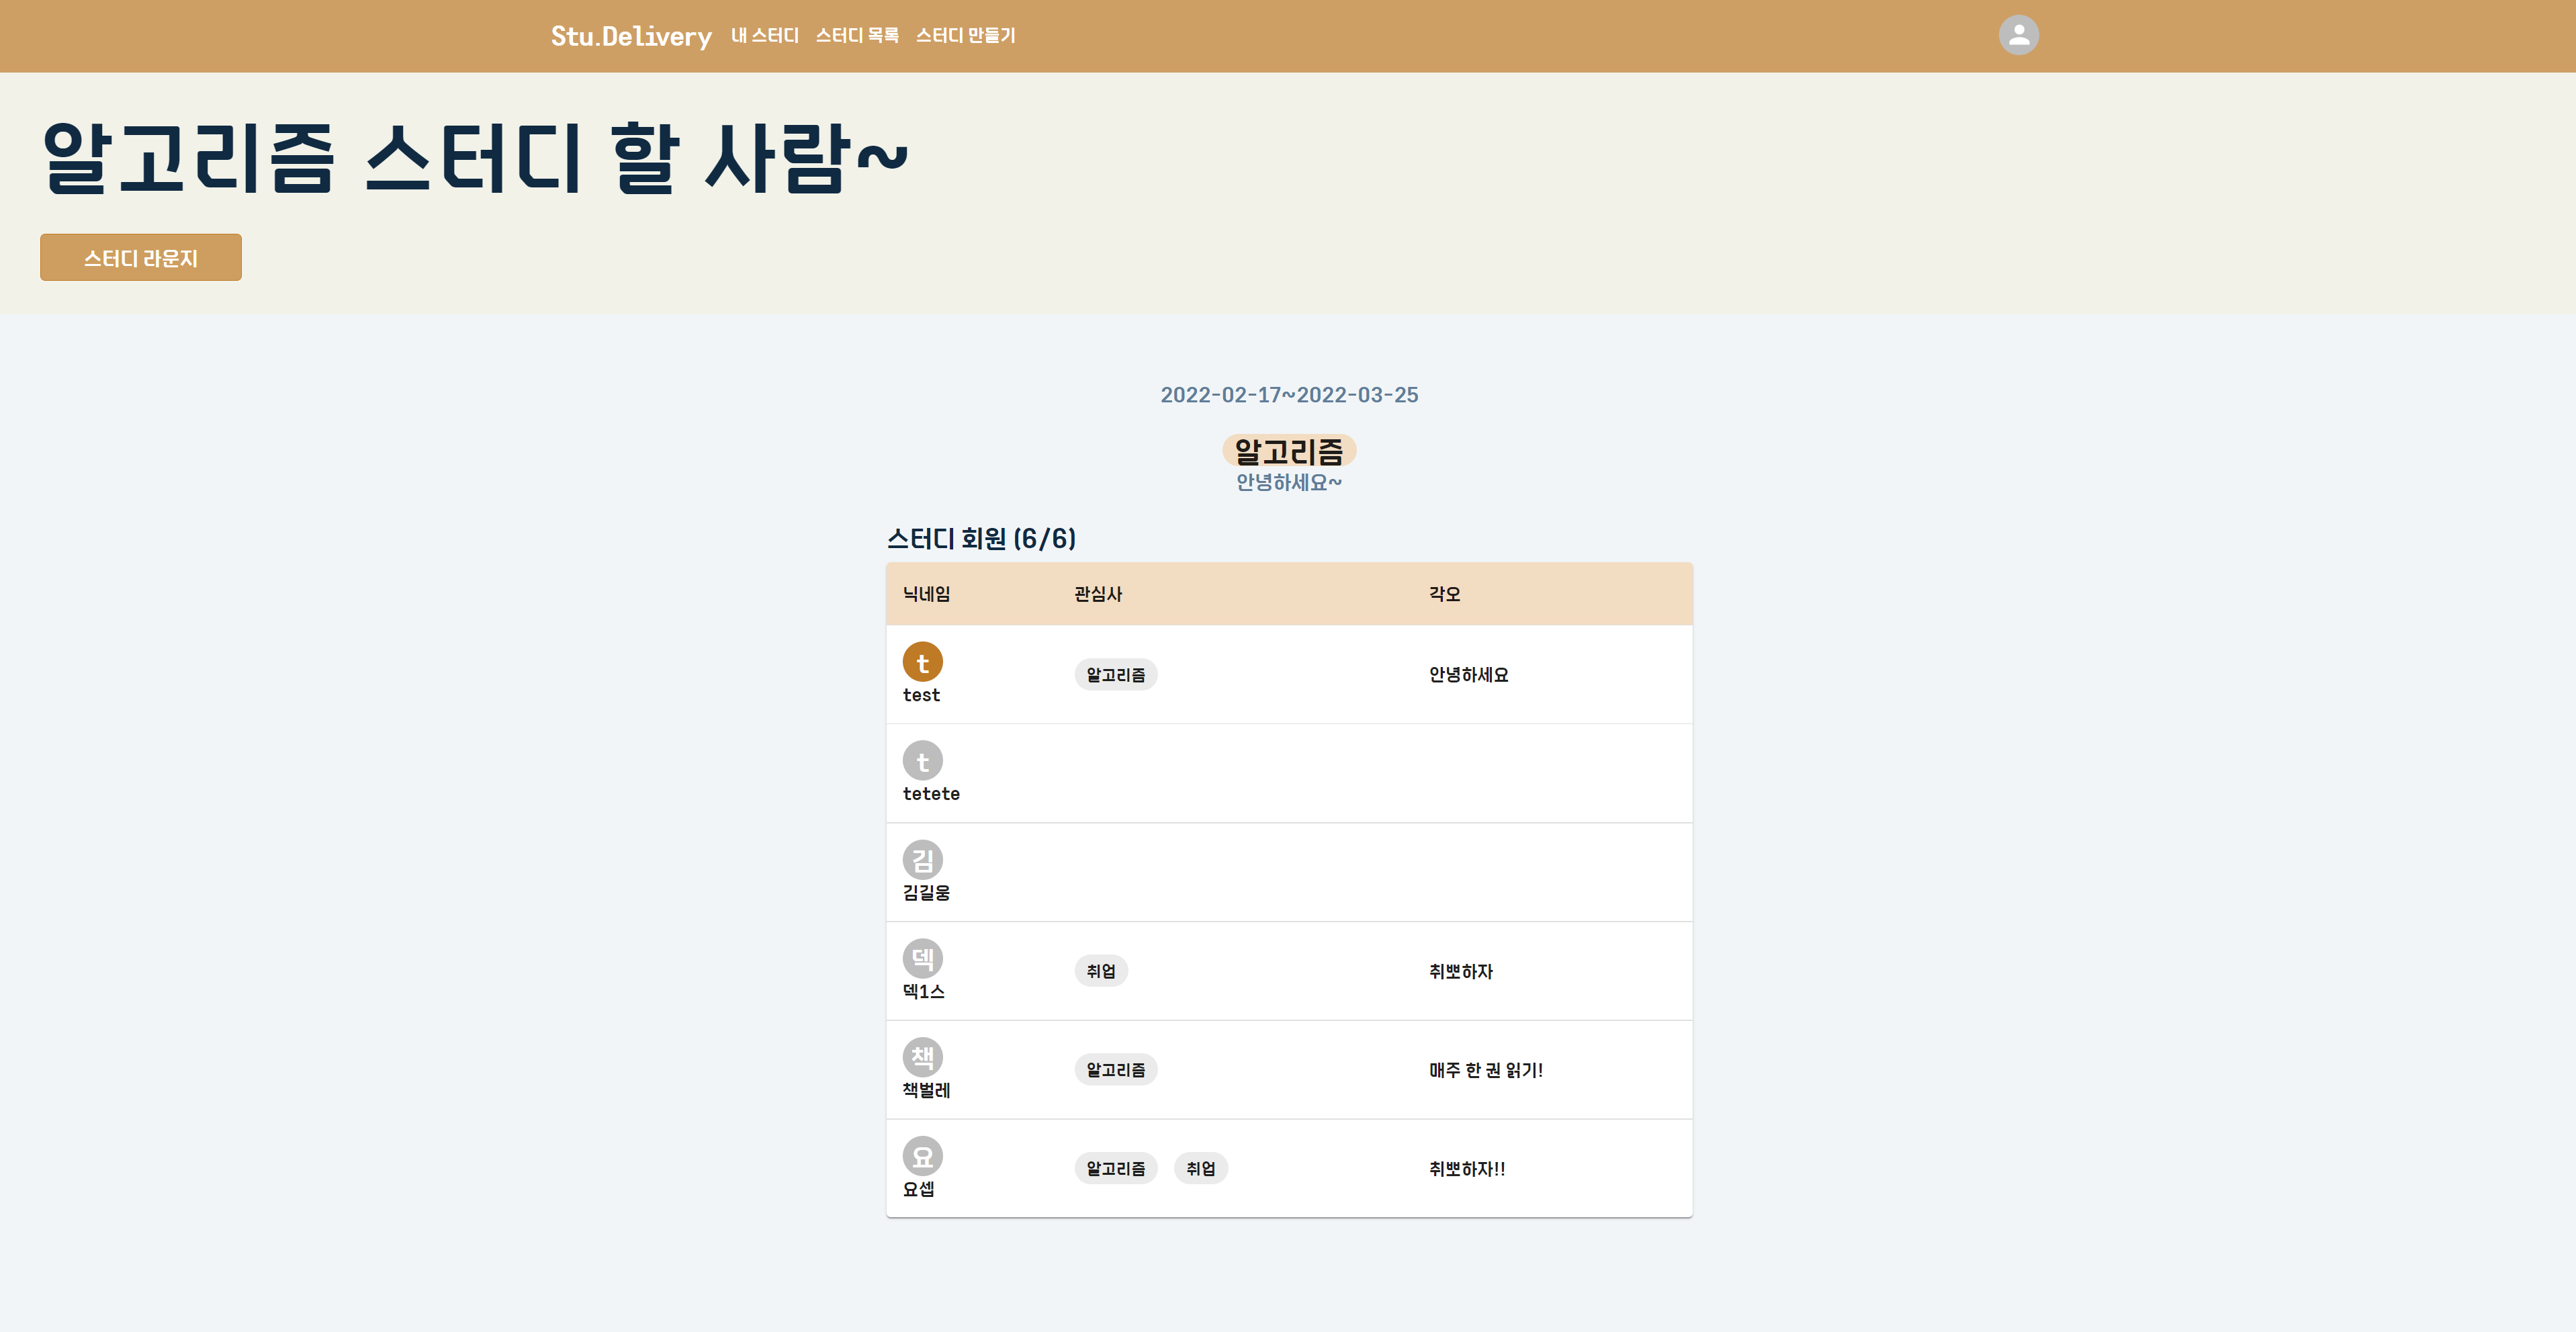 Stu.Delivery 내 스터디 스터디 목록 스터디 만들기
알고리즘 스터디 할 사람~
스터디 라운지
2022-02-17~2022-03-25
알고리즘
안녕하세요~
스터디 회원 (6/6)
닉네임 관심사 각오
t
test 알고리즘 안녕하세요
t
tetete
김
김길웅
덱
덱1스 취업 취뽀하자
책
책벌레 알고리즘 매주 한 권 읽기!
요
요셉 알고리즘 취업 취뽀하자!!